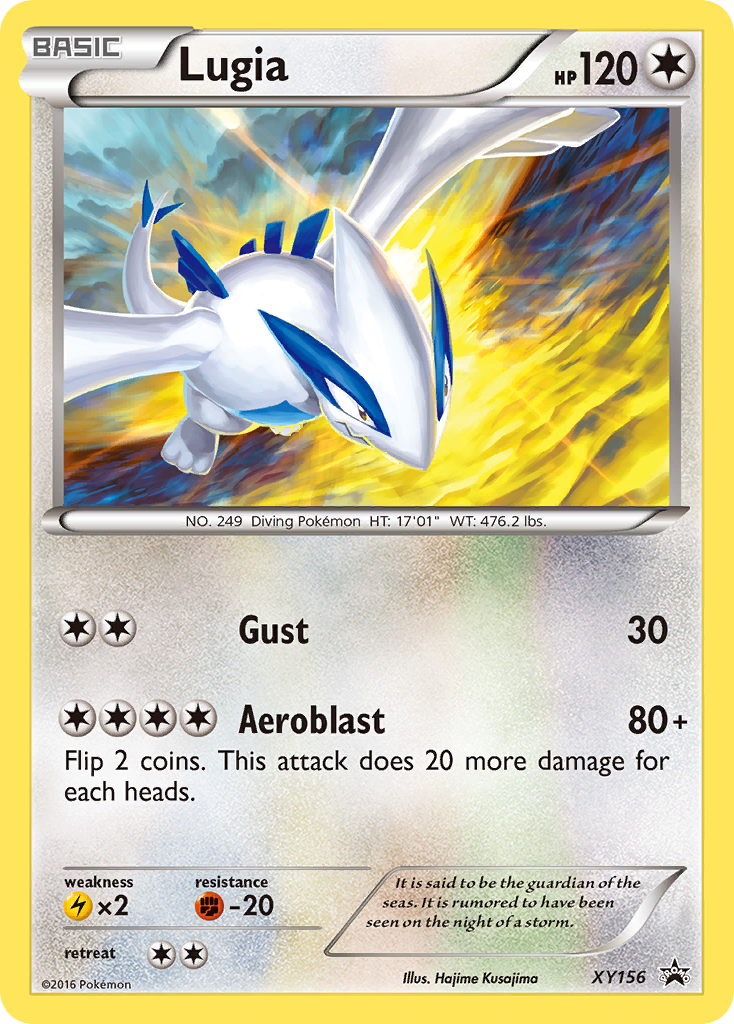 BASIC
Lugia
HP120
NO. 249 Diving Pokémon HT: 17'01" WT: 476.2 lbs.
Gust 30
Aeroblast 80+
Flip 2 coins. This attack does 20 more damage for
each heads.
weakness
×2
resistance
-20
It is said to be the guardian of the
seas. It is rumored to have been
seen on the night of a storm.
retreat
©2016 Pokémon
Illus. Hajime Kusajima
XY156
PROMO